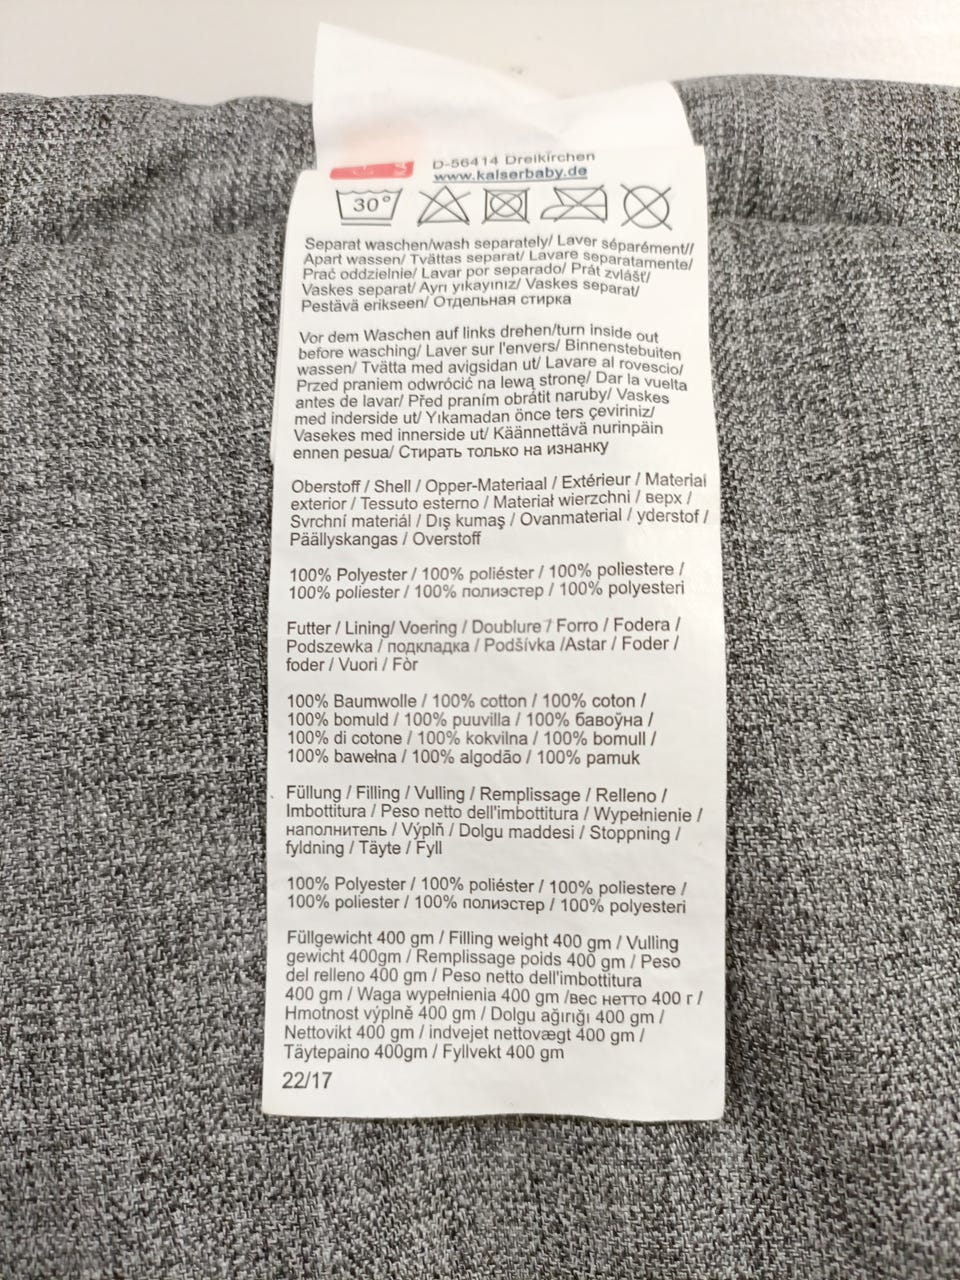 D-56414 Dreikirchen
www.kaiserbaby.de
30°
Separat waschen/wash separately/ Laver séparément//
Apart wassen/ Tvättas separat/ Lavare separatamente/
Prać oddzielnie/ Lavar por separado/ Prát zvlášť/
Vaskes separat/ Ayrı yıkayınız/ Vaskes separat/
Pestävä erikseen/ Отдельная стирка
Vor dem Waschen auf links drehen/turn inside out
before wasching/ Laver sur l'envers/ Binnenstebuiten
wassen/ Tvätta med avigsidan ut/ Lavare al rovescio/
Przed praniem odwrócić na lewą stronę/ Dar la vuelta
antes de lavar/ Před praním obrátit naruby/ Vaskes
med inderside ut/ Yıkamadan önce ters çeviriniz/
Vasekes med innerside ut/ Käännettävä nurinpäin
ennen pesua/ Стирать только на изнанку
Oberstoff / Shell / Opper-Materiaal / Extérieur / Material
exterior / Tessuto esterno / Materiał wierzchni / верх /
Svrchní materiál / Dış kumaş / Ovanmaterial / yderstof /
Päällyskangas / Overstoff
100% Polyester / 100% poliéster / 100% poliestere /
100% poliester / 100% полиэстер / 100% polyesteri
Futter / Lining/ Voering / Doublure / Forro / Fodera /
Podszewka / подкладка / Podšívka /Astar / Foder /
foder / Vuori / Fòr
100% Baumwolle / 100% cotton / 100% coton /
100% bomuld / 100% puuvilla / 100% бавоўна /
100% di cotone / 100% kokvilna / 100% bomull /
100% bawełna / 100% algodão / 100% pamuk
Füllung / Filling / Vulling / Remplissage / Relleno /
Imbottitura / Peso netto dell'imbottitura / Wypełnienie /
наполнитель / Výplň / Dolgu maddesi / Stoppning /
fyldning / Täyte / Fyll
100% Polyester / 100% poliéster / 100% poliestere /
100% poliester / 100% полиэстер / 100% polyesteri
Füllgewicht 400 gm / Filling weight 400 gm / Vulling
gewicht 400gm / Remplissage poids 400 gm / Peso
del relleno 400 gm / Peso netto dell'imbottitura
400 gm / Waga wypełnienia 400 gm /вес нетто 400 г /
Hmotnost výplně 400 gm / Dolgu ağırığı 400 gm /
Nettovikt 400 gm / indvejet nettovægt 400 gm /
Täytepaino 400gm / Fyllvekt 400 gm
22/17